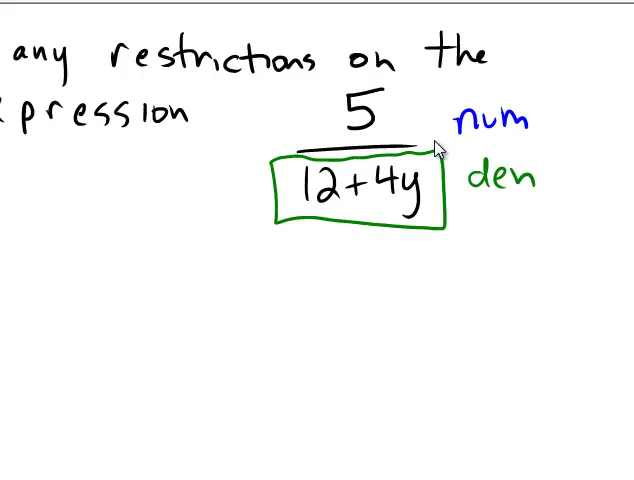 any restrictions on the
pression 5 num
12+4y den